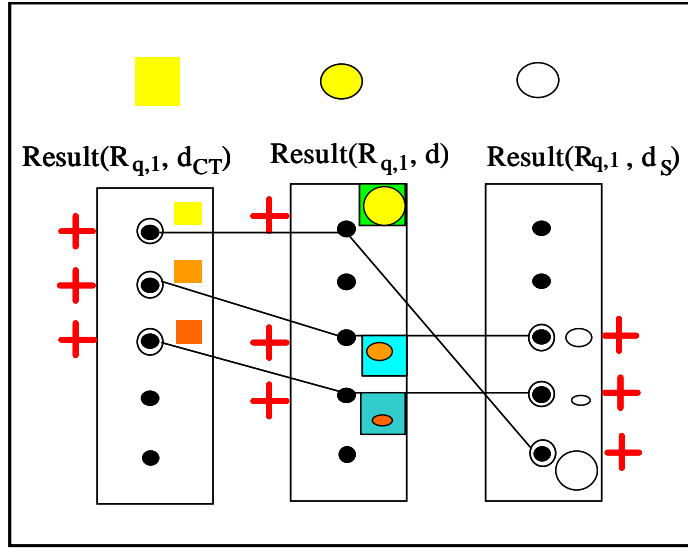 Result(Rq,1, dCT)
Result(Rq,1, d)
Result(Rq,1 , dS)